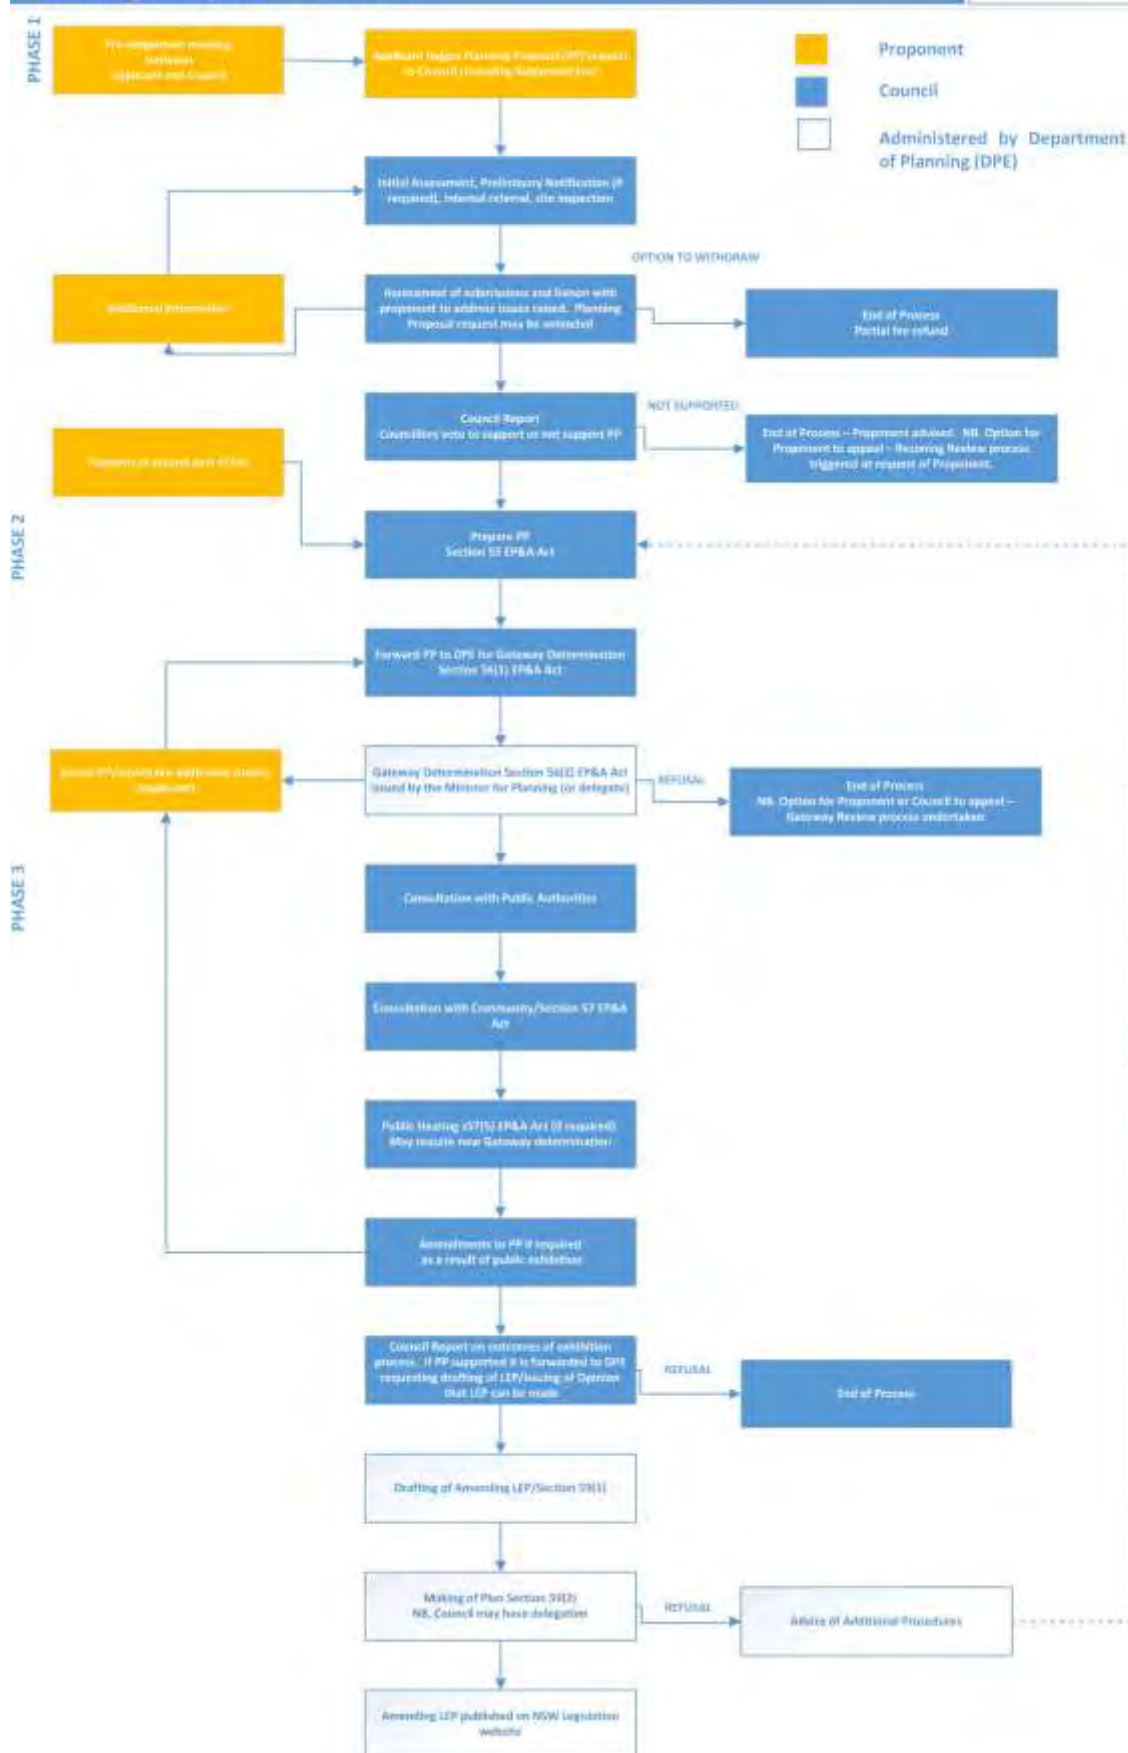 PHASE 1
Pre-lodgement meeting
between
Applicant and Council
Applicant lodges Planning Proposal (PP) request
to Council (including
Proponent
Council
Administered by Department
of Planning (DPE)
Initial Assessment, Preliminary Notification (if
required), internal referral, site inspection
OPTION TO WITHDRAW
Additional Information
Assessment of submissions and liaison with
proponent to address issues raised. Planning
Proposal request may be amended
End of Process
Partial fee refund
NOT SUPPORTED
Council Report
Councillors vote to support or not support PP
End of Process – Proponent advised. NB. Option for
Proponent to appeal – Rezoning Review process
triggered at request of Proponent.
Payment of second part of fee
PHASE 2
Prepare PP
Section 55 EP&A Act
Forward PP to DPE for Gateway Determination
Section 56(1) EP&A Act
Gateway Determination Section 56(2) EP&A Act
issued by the Minister for Planning (or delegate)
REFUSAL
End of Process
NB. Option for Proponent or Council to appeal –
Gateway Review process undertaken
PHASE 3
Consultation with Public Authorities
Consultation with Community/Section 57 EP&A
Act
Public Hearing s57(5) EP&A Act (if required)
May require new Gateway determination
Amendments to PP if required
as a result of public exhibition
Council Report on outcomes of exhibition
process. If PP supported it is forwarded to DPE
requesting drafting of LEP/issuing of Opinion
that LEP can be made
REFUSAL
End of Process
Drafting of Amending LEP/Section 59(1)
Making of Plan Section 59(2)
NB. Council may have delegation
REFUSAL
Advice of Additional Procedures
Amending LEP published on NSW Legislation
website